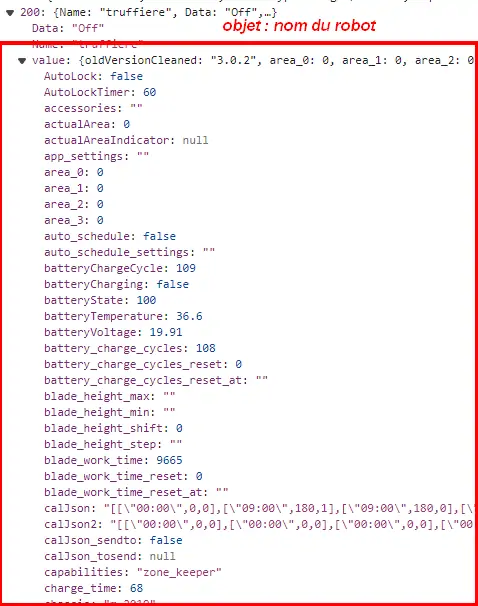 200: {Name: "truffiere", Data: "Off",…}
objet : nom du robot
Data: "Off"
value: {oldVersionCleaned: "3.0.2", area_0: 0, area_1: 0, area_2: 0
AutoLock: false
AutoLockTimer: 60
accessories: ""
actualArea: 0
actualAreaIndicator: null
app_settings: ""
area_0: 0
area_1: 0
area_2: 0
area_3: 0
auto_schedule: false
auto_schedule_settings: ""
batteryChargeCycle: 109
batteryCharging: false
batteryState: 100
batteryTemperature: 36.6
batteryVoltage: 19.91
battery_charge_cycles: 108
battery_charge_cycles_reset: 0
battery_charge_cycles_reset_at: ""
blade_height_max: ""
blade_height_min: ""
blade_height_shift: 0
blade_height_step: ""
blade_work_time: 9665
blade_work_time_reset: 0
blade_work_time_reset_at: ""
calJson: "[[\"00:00\",0,0],[\"09:00\",180,1],[\"09:00\",180,0],[\
calJson2: "[[\"00:00\",0,0],[\"00:00\",0,0],[\"00:00\",0,0],[\"00
calJson_sendto: false
calJson_tosend: null
capabilities: "zone_keeper"
charge_time: 68